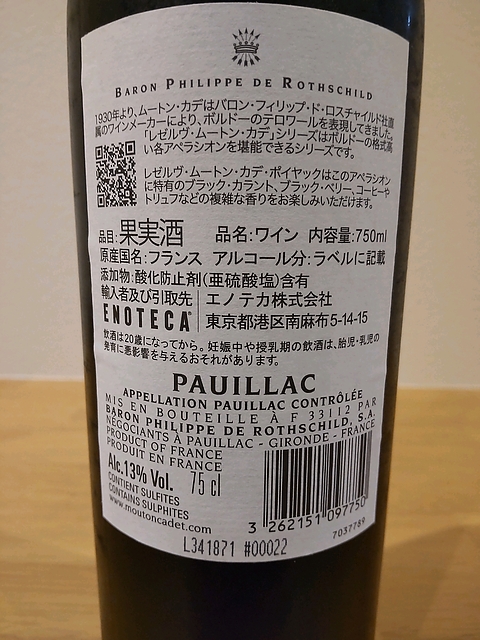 BARON PHILIPPE DE ROTHSCHILD
1930年より、ムートン・カデはバロン・フィリップ・ド・ロスチャイルド社直
属のワインメーカーにより、ボルドーのテロワールを表現してきました。
「レゼルヴ・ムートン・カデ」シリーズはボルドーの格式高
い各アペラシオンを堪能できるシリーズです。
レゼルヴ・ムートン・カデ・ポイヤックはこのアペラシオン
に特有のブラック・カラント、ブラック・ベリー、コーヒーや
トリュフなどの複雑な香りをお楽しみいただけます。
品目:果実酒 品名:ワイン 内容量:750ml
原産国名:フランス アルコール分:ラベルに記載
添加物:酸化防止剤(亜硫酸塩)含有
輸入者及び引取先 エノテカ株式会社
ENOTECA® 東京都港区南麻布5-14-15
飲酒は20歳になってから。妊娠中や授乳期の飲酒は、胎児・乳児の
発育に悪影響を与えるおそれがあります。
PAUILLAC
APPELLATION PAUILLAC CONTRÔLÉE
MIS EN BOUTEILLE À F 33112 PAR
BARON PHILIPPE DE ROTHSCHILD, S.A.
NÉGOCIANTS À PAUILLAC - GIRONDE - FRANCE
PRODUCT OF FRANCE
PRODUIT EN FRANCE
Alc.13% Vol. 75 cl
CONTIENT SULFITES
CONTAINS SULPHITES
www.moutoncadet.com
3 262151 097750
7037789
L341871 #00022